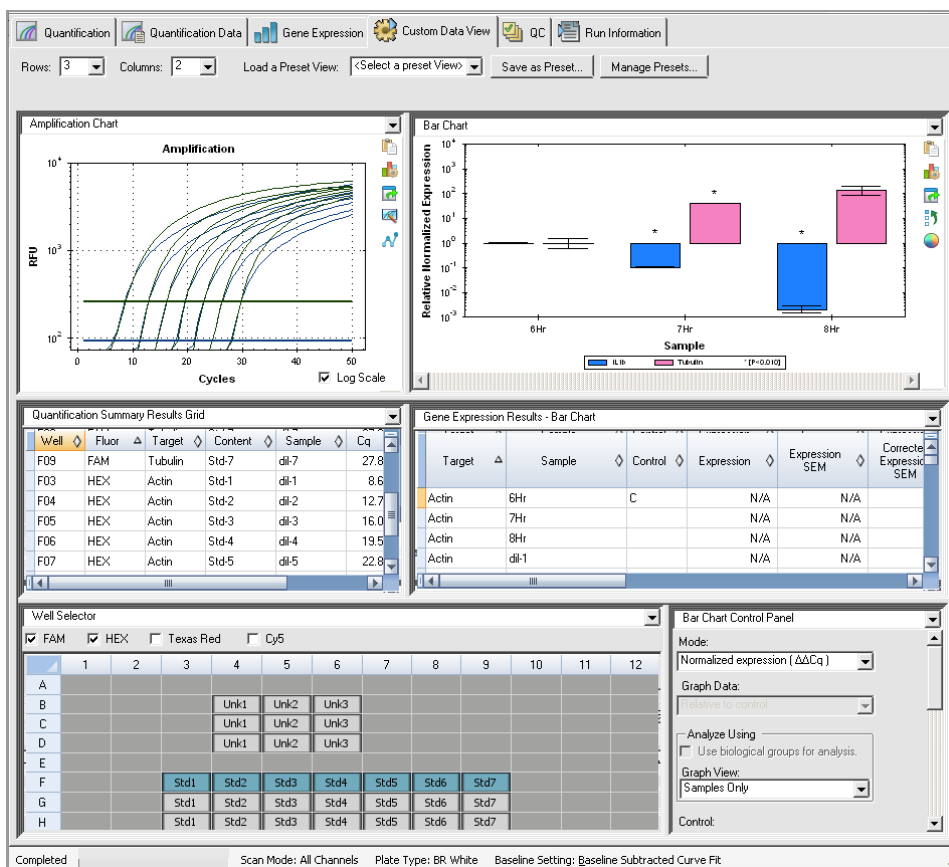 Quantification Quantification Data Gene Expression Custom Data View QC Run Information
Rows: 3 Columns: 2 Load a Preset View: <Select a preset View> Save as Preset... Manage Presets...
Amplification Chart
Amplification
10⁴
10³
10²
RFU
0 10 20 30 40 50
Cycles
Log Scale
Bar Chart
10⁴
10³
10²
10¹
10⁰
10⁻¹
10⁻²
10⁻³
Relative Normalized Expression
* * * *
6Hr 7Hr 8Hr
Sample
IL1b Tubulin * [P<0.010]
Quantification Summary Results Grid
Well Fluor Target Content Sample Cq
F09 FAM Tubulin Std-7 dil-7 27.8
F03 HEX Actin Std-1 dil-1 8.6
F04 HEX Actin Std-2 dil-2 12.7
F05 HEX Actin Std-3 dil-3 16.0
F06 HEX Actin Std-4 dil-4 19.5
F07 HEX Actin Std-5 dil-5 22.8
Gene Expression Results - Bar Chart
Target Sample Control Expression Expression SEM Corrected Expressio SEM
Actin 6Hr C N/A N/A
Actin 7Hr N/A N/A
Actin 8Hr N/A N/A
Actin dil-1 N/A N/A
Well Selector
FAM HEX Texas Red Cy5
1 2 3 4 5 6 7 8 9 10 11 12
A
B Unk1 Unk2 Unk3
C Unk1 Unk2 Unk3
D Unk1 Unk2 Unk3
E
F Std1 Std2 Std3 Std4 Std5 Std6 Std7
G Std1 Std2 Std3 Std4 Std5 Std6 Std7
H Std1 Std2 Std3 Std4 Std5 Std6 Std7
Bar Chart Control Panel
Mode:
Normalized expression ( ΔΔCq )
Graph Data:
Relative to control
Analyze Using
Use biological groups for analysis.
Graph View:
Samples Only
Control:
Completed Scan Mode: All Channels Plate Type: BR White Baseline Setting: Baseline Subtracted Curve Fit